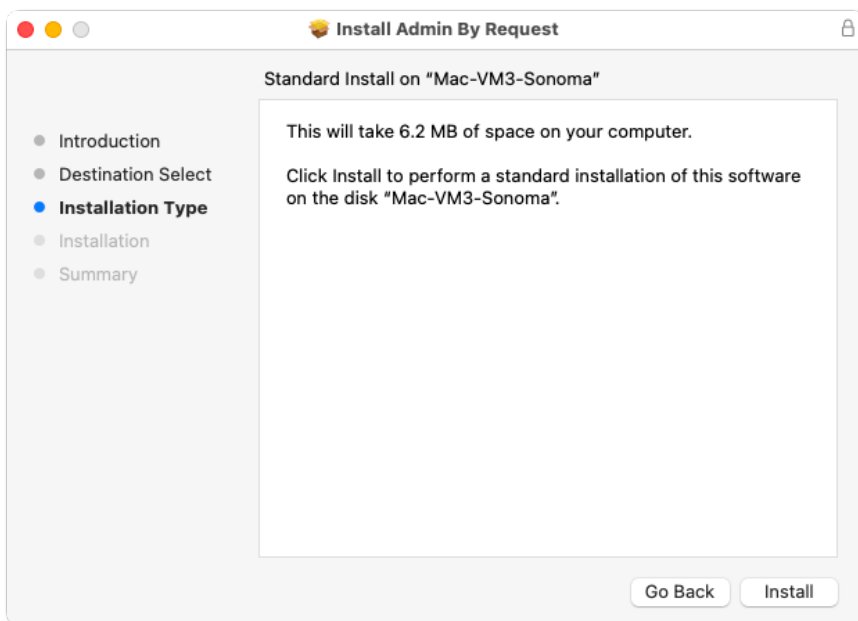 Install Admin By Request
Standard Install on “Mac-VM3-Sonoma”
Introduction
Destination Select
Installation Type
Installation
Summary
This will take 6.2 MB of space on your computer.
Click Install to perform a standard installation of this software
on the disk “Mac-VM3-Sonoma”.
Go Back
Install